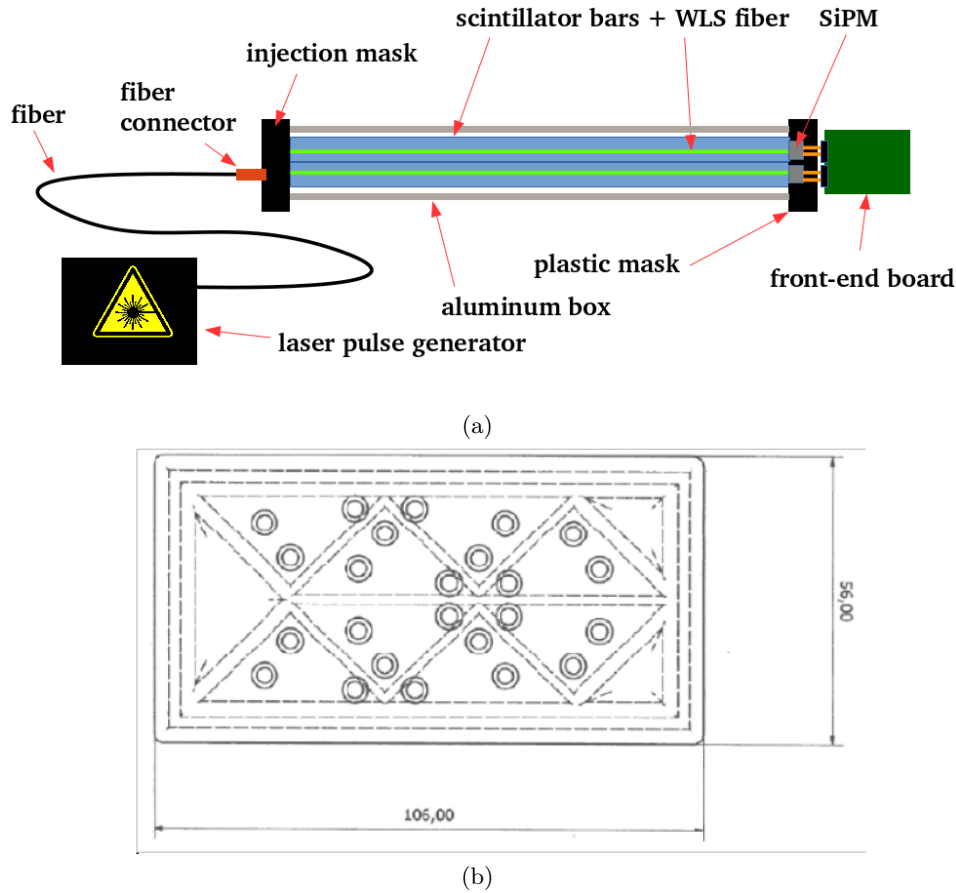 scintillator bars + WLS fiber
SiPM
injection mask
fiber
fiber
connector
plastic mask
front-end board
aluminum box
laser pulse generator
(a)
56,00
106,00
(b)